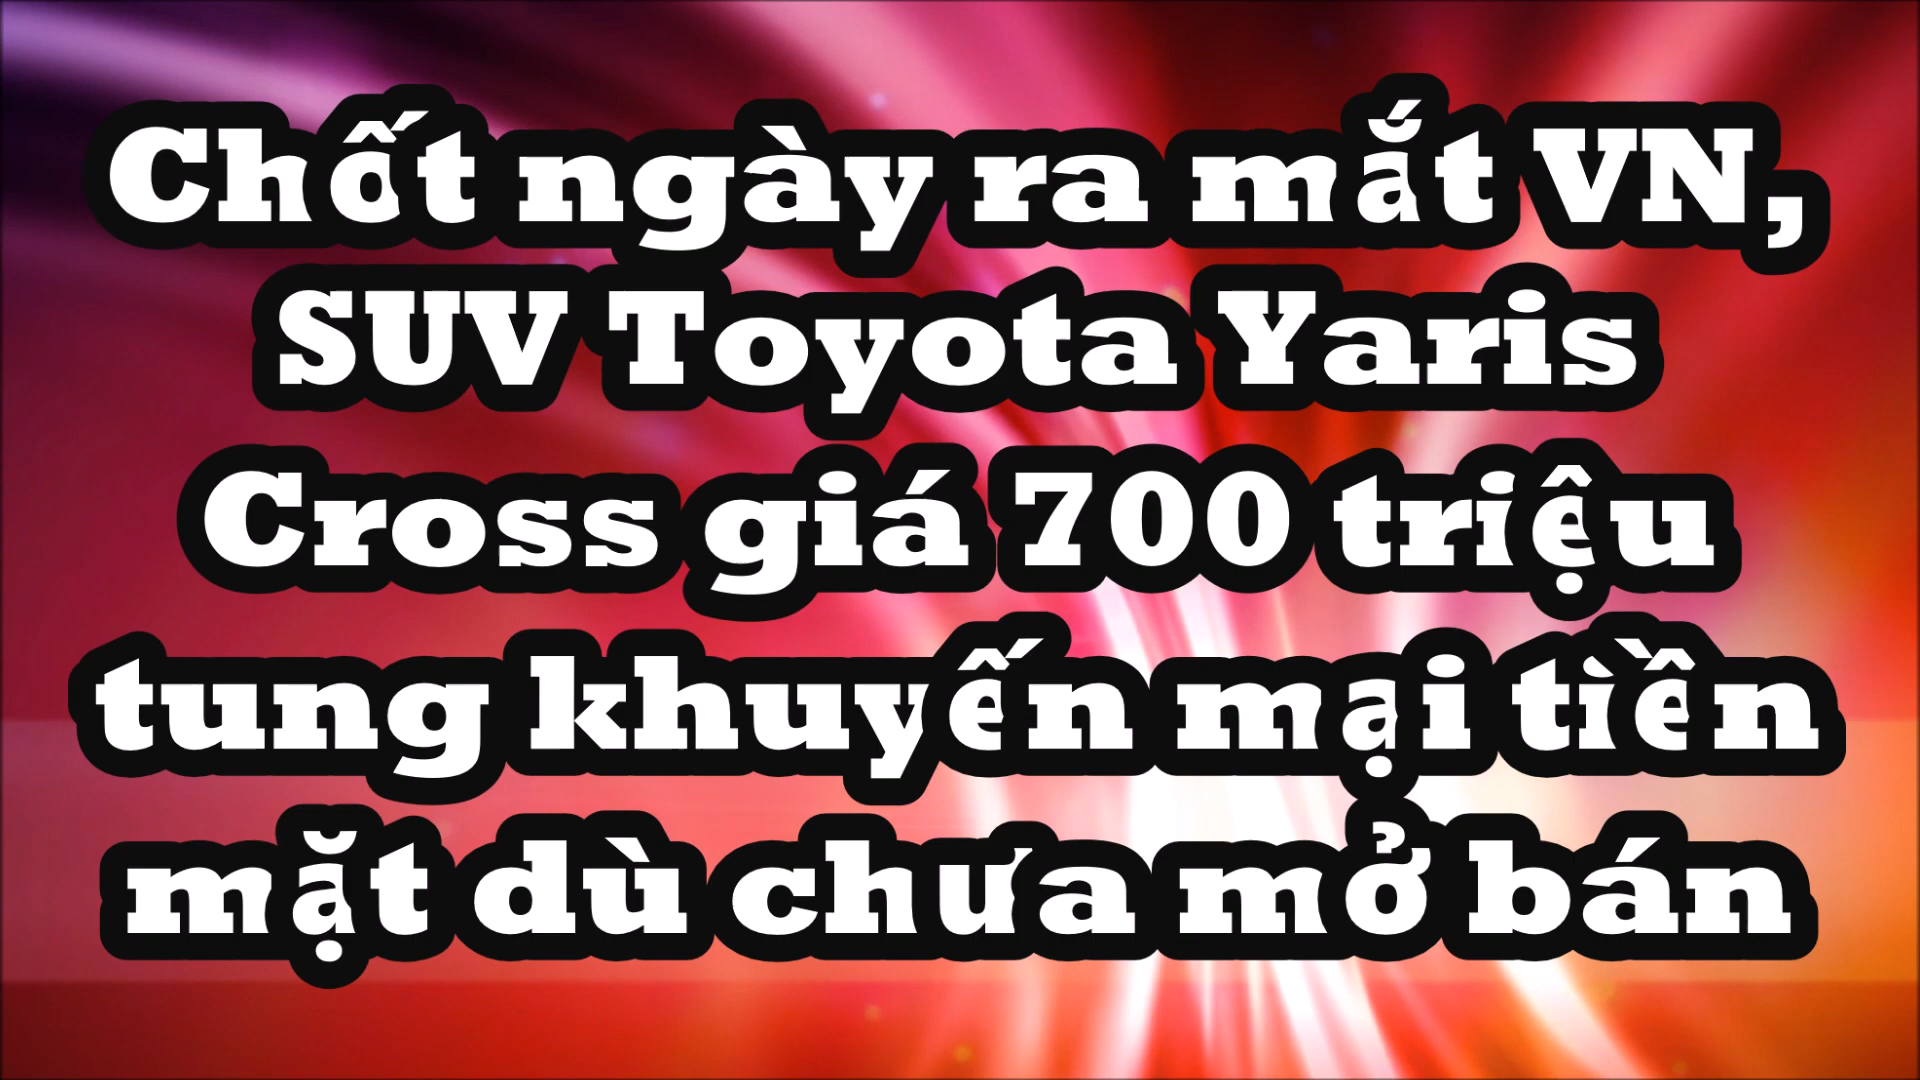 Chốt ngày ra mắt VN,
SUV Toyota Yaris
Cross giá 700 triệu
tung khuyến mại tiền
mặt dù chưa mở bán